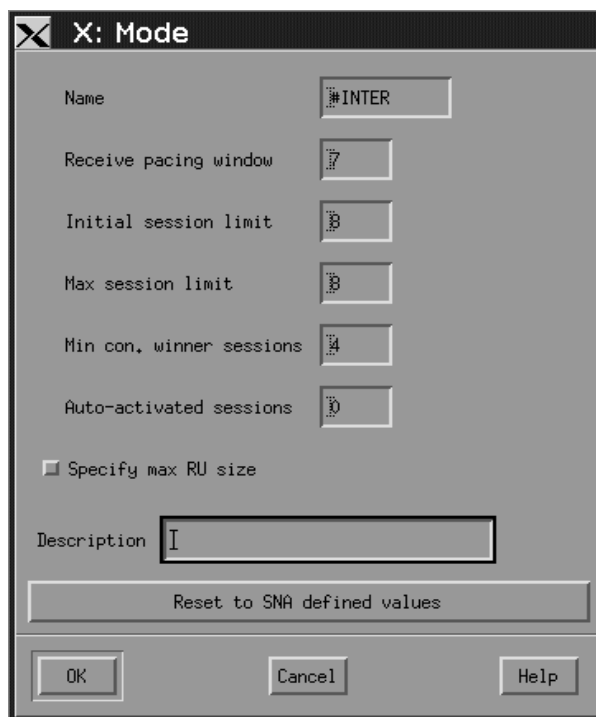 X: Mode
Name #INTER
Receive pacing window 7
Initial session limit 8
Max session limit 8
Min con. winner sessions 4
Auto-activated sessions 0
Specify max RU size
Description
Reset to SNA defined values
OK Cancel Help